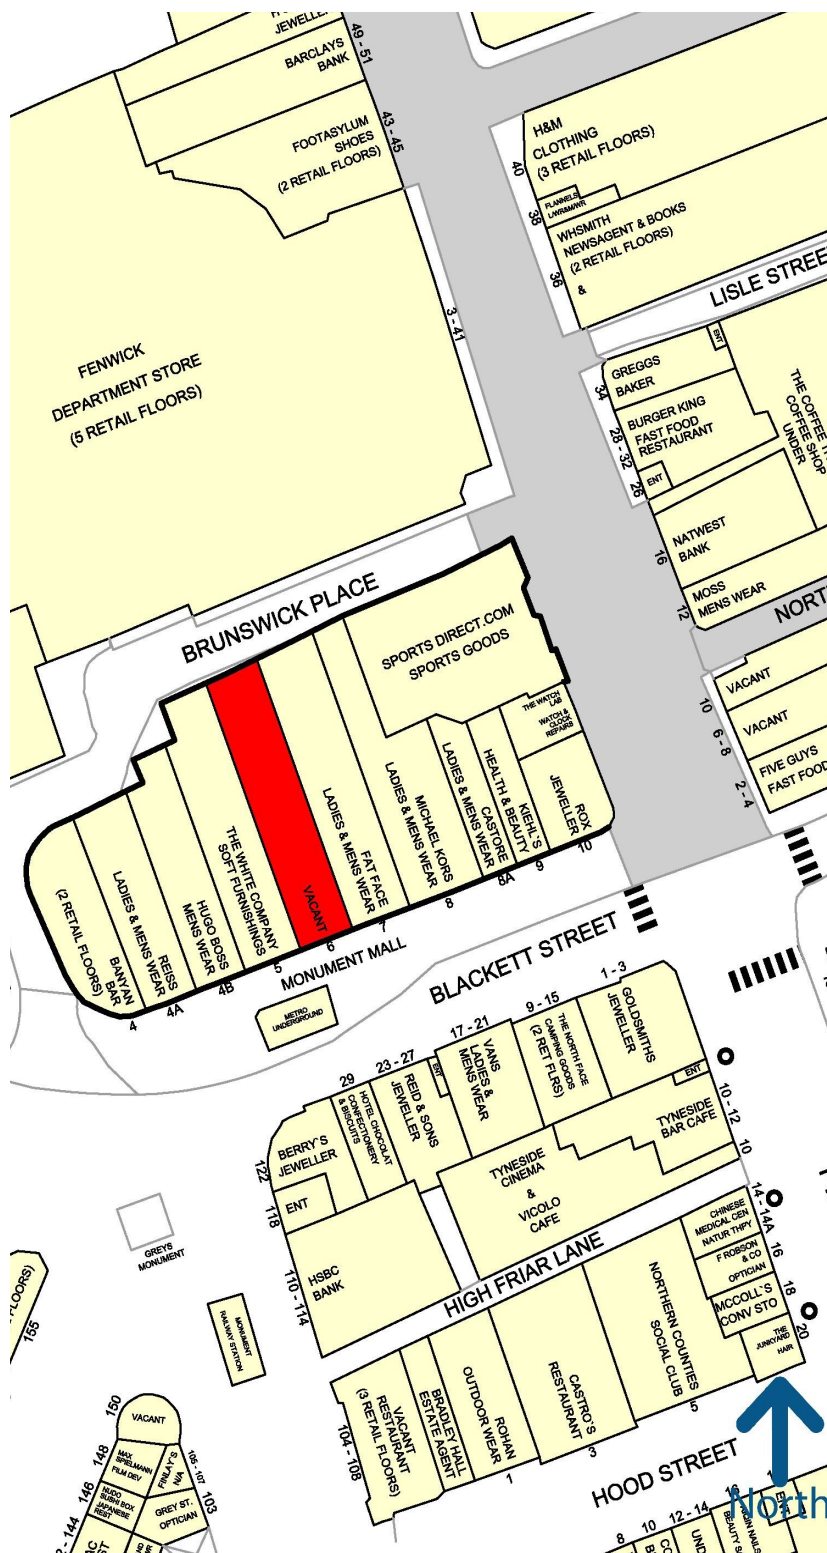 JEWELLER
49 - 51
BARCLAYS
BANK
FOOTASYLUM
SHOES
(2 RETAIL FLOORS)
43 - 45
H&M
CLOTHING
(3 RETAIL FLOORS)
40
FLANNELS
38
WHSMITH
NEWSAGENT & BOOKS
(2 RETAIL FLOORS)
&
36
LISLE STREE
3 - 41
FENWICK
DEPARTMENT STORE
(5 RETAIL FLOORS)
ENT
GREGGS
BAKER
34
BURGER KING
FAST FOOD
RESTAURANT
28 - 32
ENT
26
THE COFFEE
COFFEE SHOP
UNDER
NATWEST
BANK
16
MOSS
MENS WEAR
12
NORT
BRUNSWICK PLACE
SPORTS DIRECT.COM
SPORTS GOODS
THE WATCH
LAB
WATCH &
CLOCK
REPAIRS
VACANT
10
VACANT
6 - 8
FIVE GUYS
FAST FOOD
2 - 4
BANYAN
BAR
(2 RETAIL FLOORS)
4
REISS
LADIES & MENS WEAR
4A
HUGO BOSS
MENS WEAR
4B
THE WHITE COMPANY
SOFT FURNISHINGS
5
VACANT
6
FAT FACE
LADIES & MENS WEAR
7
MICHAEL KORS
LADIES & MENS WEAR
8
CASTORE
LADIES & MENS WEAR
8A
KIEHL`S
HEALTH & BEAUTY
9
ROX
JEWELLER
10
MONUMENT MALL
BLACKETT STREET
METRO
UNDERGROUND
1 - 3
GOLDSMITHS
JEWELLER
9 - 15
THE NORTH FACE
CAMPING GOODS
(2 RET FLRS)
17 - 21
VANS
LADIES &
MENS WEAR
ENT
23 - 27
REID & SONS
JEWELLER
29
HOTEL CHOCOLAT
CONFECTIONERY
& BISCUITS
BERRY`S
JEWELLER
122
ENT
118
HSBC
BANK
110 - 114
ENT
10 - 12
TYNESIDE
BAR CAFE
10
TYNESIDE
CINEMA
&
VICOLO
CAFE
HIGH FRIAR LANE
GREYS
MONUMENT
MONUMENT
RAILWAY STATION
FLOORS)
155
14 - 14A
CHINESE
MEDICAL CEN
NATUR THPY
16
F ROBSON
& CO
OPTICIAN
18
MCCOLL`S
CONV STO
20
THE
JUNKYARD
HAIR
NORTHERN COUNTIES
SOCIAL CLUB
5
CASTRO`S
RESTAURANT
3
ROHAN
OUTDOOR WEAR
1
BRADLEY HALL
ESTATE AGENT
VACANT
RESTAURANT
(3 RETAIL FLOORS)
104 - 108
HOOD STREET
150
VACANT
148
MAX
SPIELMANN
FILM DEV
FINLAY`S
N/A
105 - 107
146
NUDO
SUSHI BOX
JAPANESE
REST
103
GREY ST.
OPTICIAN
- 144
8
10
12 - 14
16
North